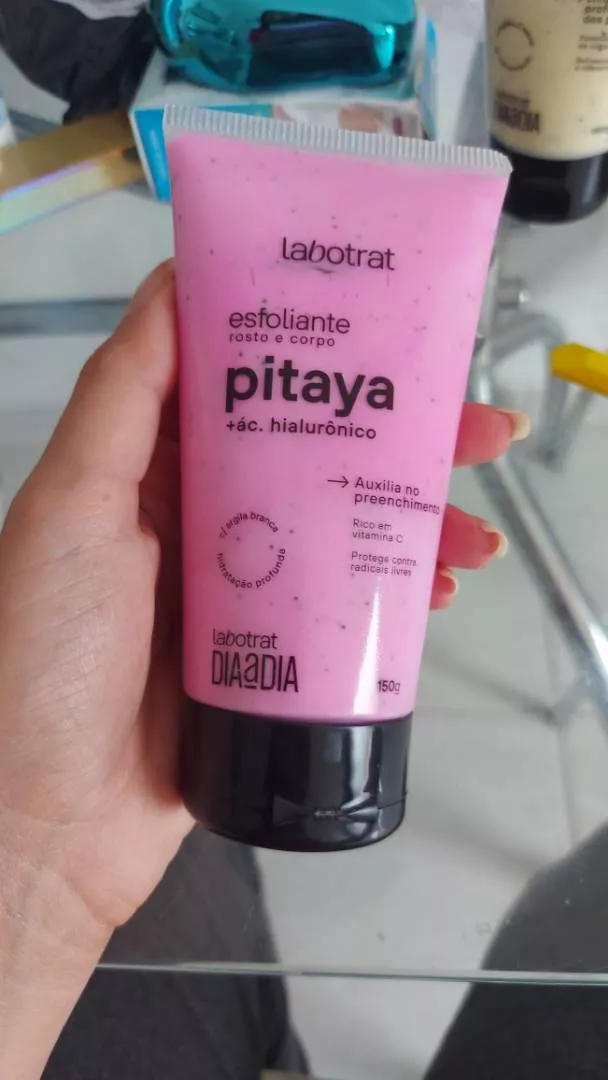 labotrat
esfoliante
rosto e corpo
pitaya
+ác. hialurônico
→ Auxilia no
preenchimento
Rico em
vitamina C
Protege contra
radicais livres
c/ argila branca
hidratação profunda
labotrat
DIAaDIA
150g
DIAaDIA